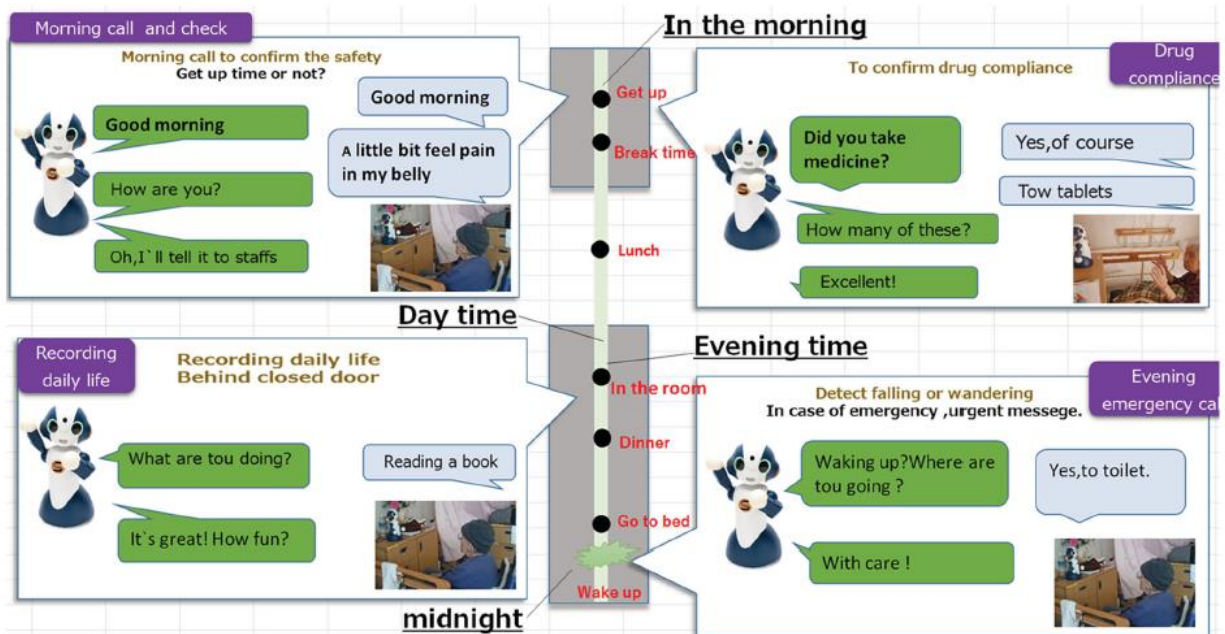 Morning call and check
Morning call to confirm the safety
Get up time or not?
Good morning
Good morning
How are you?
A little bit feel pain
in my belly
Oh,I`ll tell it to staffs
In the morning
Get up
Break time
Lunch
Drug
compliance
To confirm drug compliance
Did you take
medicine?
Yes,of course
How many of these?
Tow tablets
Excellent!
Day time
Recording
daily life
Recording daily life
Behind closed door
What are tou doing?
Reading a book
It`s great! How fun?
Evening time
In the room
Dinner
Go to bed
Wake up
midnight
Evening
emergency cal
Detect falling or wandering
In case of emergency ,urgent messege.
Waking up?Where are
tou going ?
Yes,to toilet.
With care !